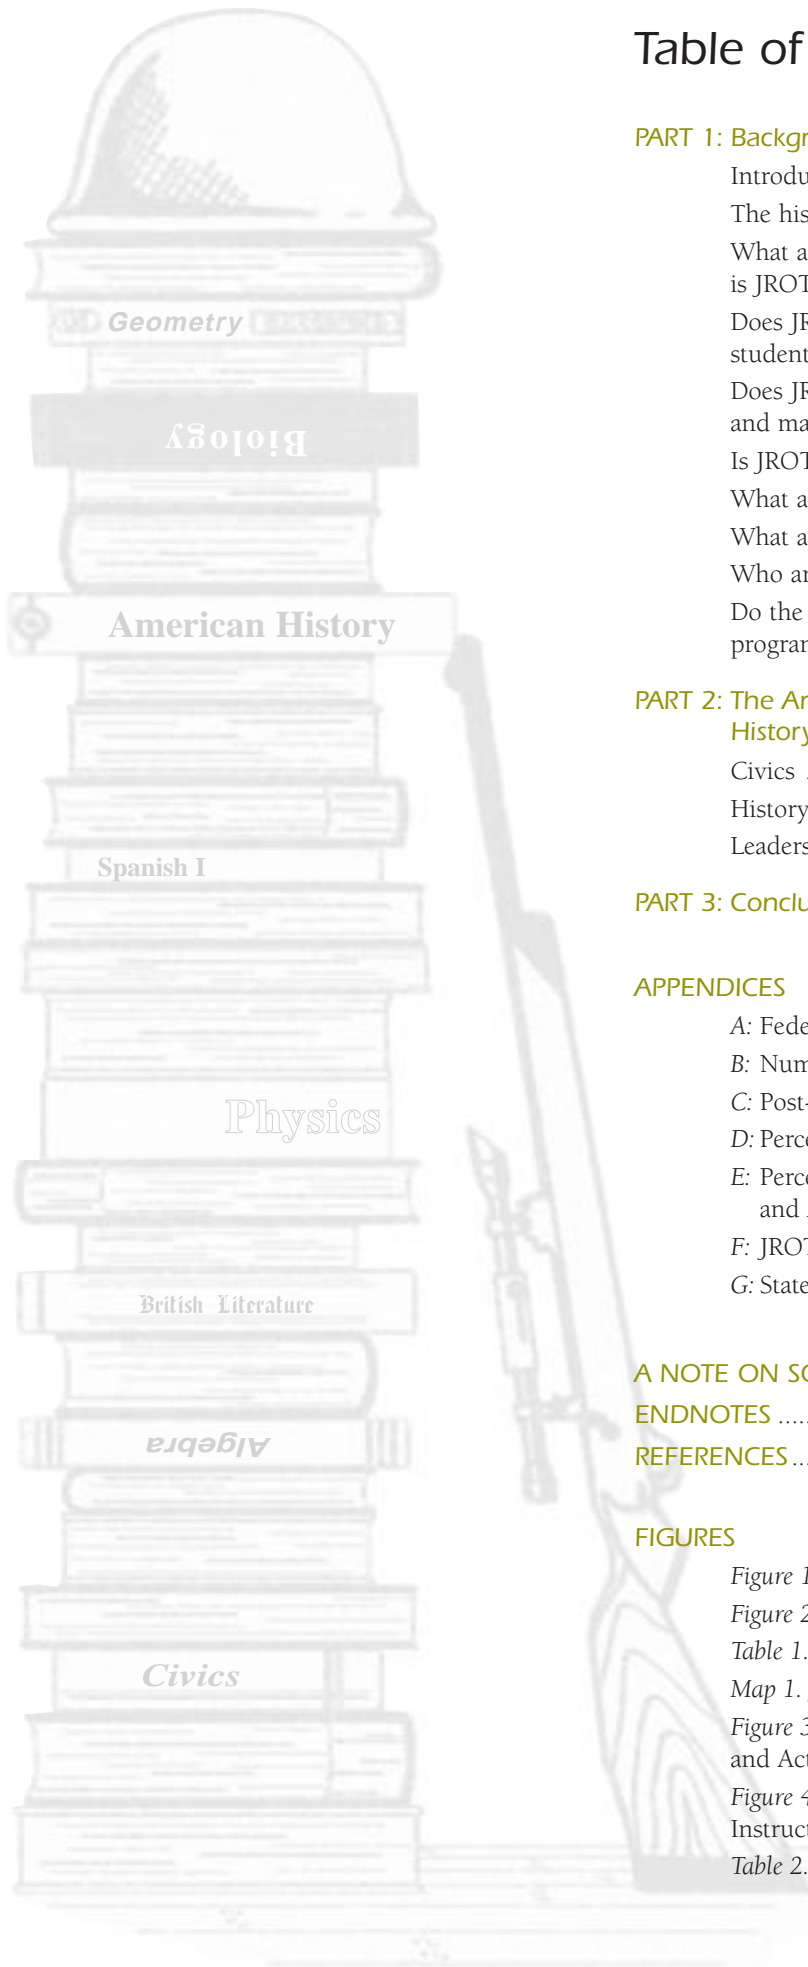 Table of
PART 1: Backgr
Introdu
The his
What a
is JROT
Does JR
student
Does JR
and ma
Is JROT
What a
What a
Who ar
Do the
program
PART 2: The Ar
History
Civics .
History
Leaders
PART 3: Conclu
APPENDICES
A: Fede
B: Num
C: Post-
D: Perce
E: Perce
and
F: JROT
G: State
A NOTE ON SO
ENDNOTES .....
REFERENCES ...
FIGURES
Figure 1
Figure 2
Table 1.
Map 1.
Figure 3
and Act
Figure 4
Instruct
Table 2.
Geometry
Biology
American History
Spanish I
Physics
British Literature
Algebra
Civics